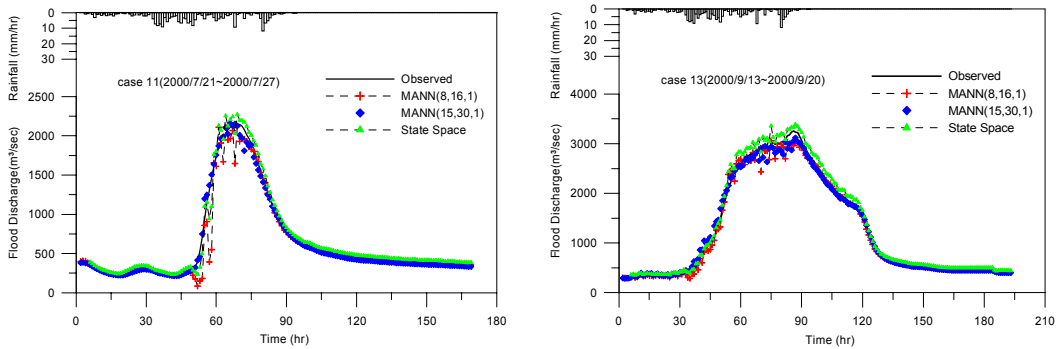 0
10
20
30
Rainfall (mm/hr)
case 11(2000/7/21~2000/7/27)
Observed
MANN(8,16,1)
MANN(15,30,1)
State Space
2500
2000
1500
1000
500
0
Flood Discharge(m³/sec)
0 30 60 90 120 150 180
Time (hr)
0
10
20
30
Rainfall (mm/hr)
case 13(2000/9/13~2000/9/20)
Observed
MANN(8,16,1)
MANN(15,30,1)
State Space
4000
3000
2000
1000
0
Flood Discharge(m³/sec)
0 30 60 90 120 150 190 210
Time (hr)